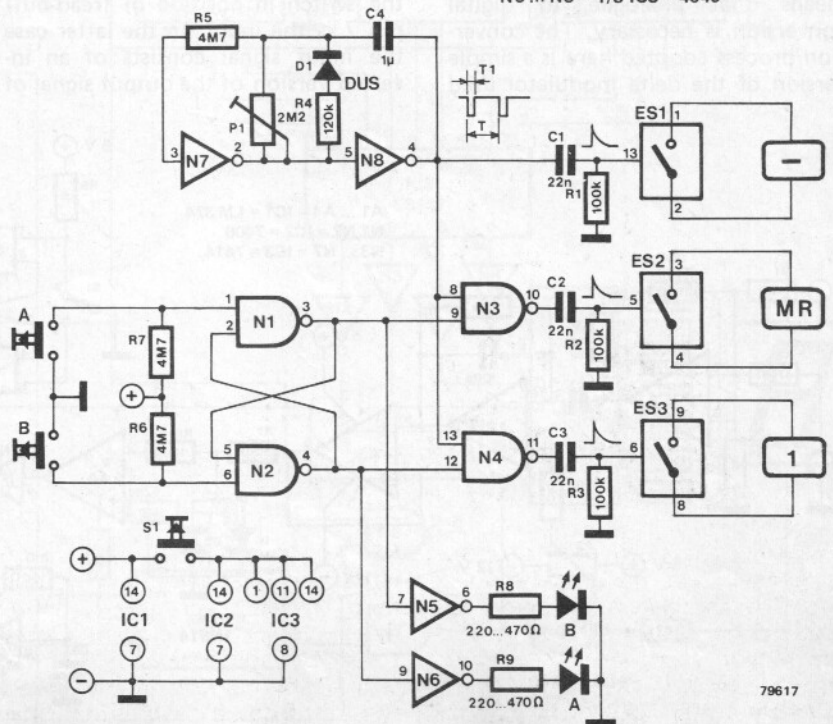 R5
4M7
C4
1µ
D1
DUS
R4
120k
P1
2M2
3
N7
2
5
N8
4
T1
T
C1
22n
R1
100k
13
ES1
1
2
–
A
B
R7
4M7
+
R6
4M7
1
2
N1
3
5
6
N2
4
8
9
N3
10
C2
22n
R2
100k
5
ES2
3
4
MR
13
12
N4
11
C3
22n
R3
100k
6
ES3
9
8
1
S1
+
14
14
1
11
14
IC1
IC2
IC3
7
7
8
–
7
N5
6
R8
220...470Ω
B
9
N6
10
R9
220...470Ω
A
79617